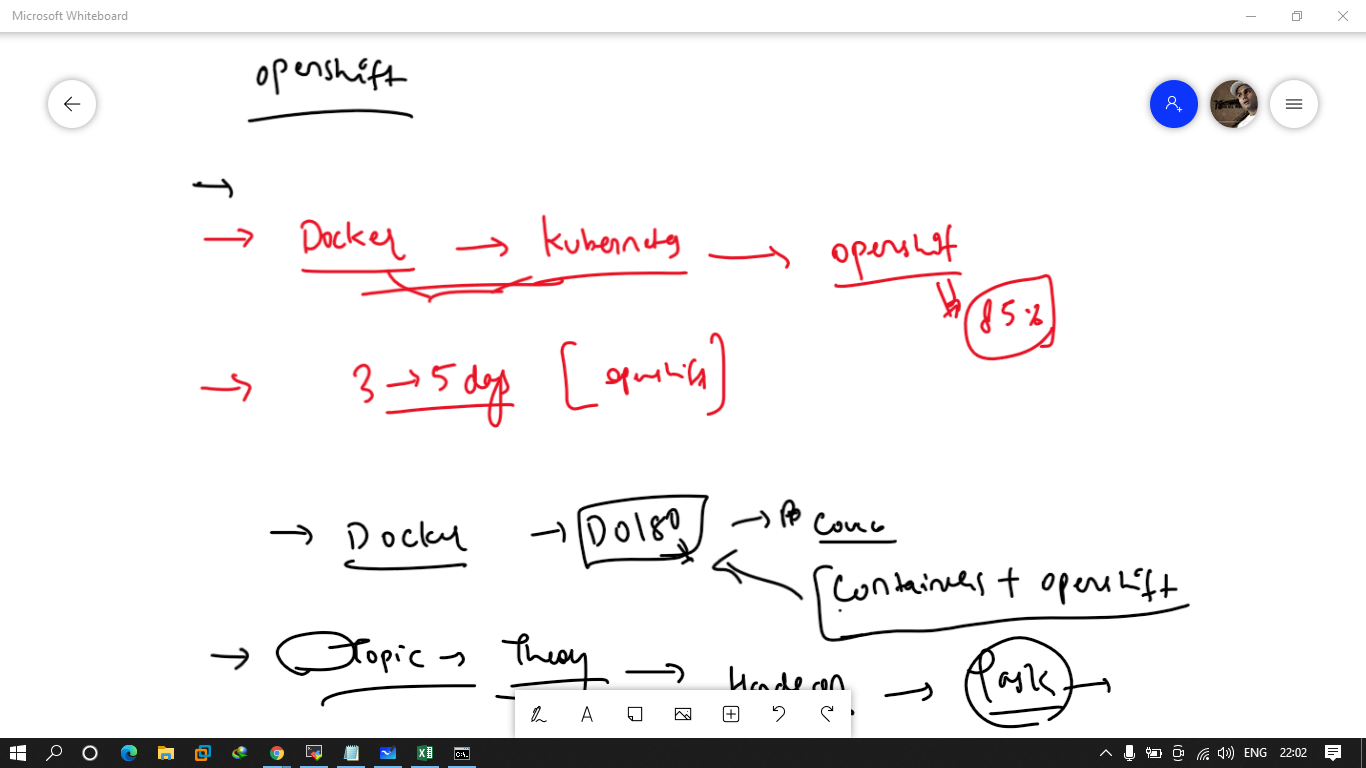 Microsoft Whiteboard
openshift
→
→ Docker → kubernetes → openshift
85%
→ 3 → 5 days [openshift]
→ Docker → DO180 →
Containers + openshift
→ Topic → Theory → Hands on → Task →
A
ENG 22:02